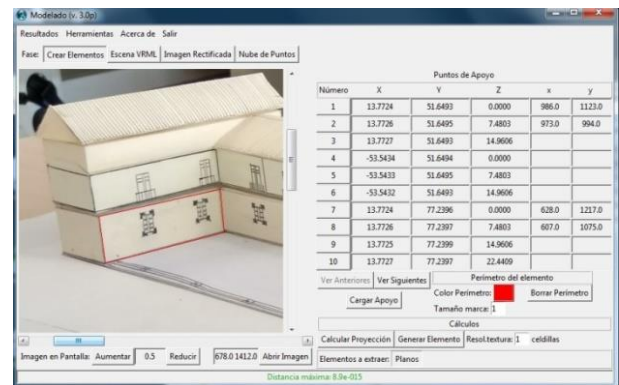 Modelado (v. 3.0p)
Resultados Herramientas Acerca de Salir
Fase: Crear Elementos Escena VRML Imagen Rectificada Nube de Puntos
Puntos de Apoyo
Número X Y Z x y
1 13.7724 51.6493 0.0000 986.0 1123.0
2 13.7726 51.6495 7.4803 973.0 994.0
3 13.7727 51.6493 14.9606
4 -53.5434 51.6494 0.0000
5 -53.5433 51.6495 7.4803
6 -53.5432 51.6493 14.9606
7 13.7724 77.2396 0.0000 628.0 1217.0
8 13.7726 77.2397 7.4803 607.0 1075.0
9 13.7725 77.2399 14.9606
10 13.7727 77.2397 22.4409
Ver Anteriores Ver Siguientes Perímetro del elemento
Cargar Apoyo Color Perímetro: Borrar Perímetro
Tamaño marca: 1
Cálculos
Calcular Proyección Generar Elemento Resol.textura: 1 celdillas
Imagen en Pantalla: Aumentar 0.5 Reducir 678.0 1412.0 Abrir Imagen Elementos a extraer: Planos
Distancia máxima: 8.9e-015